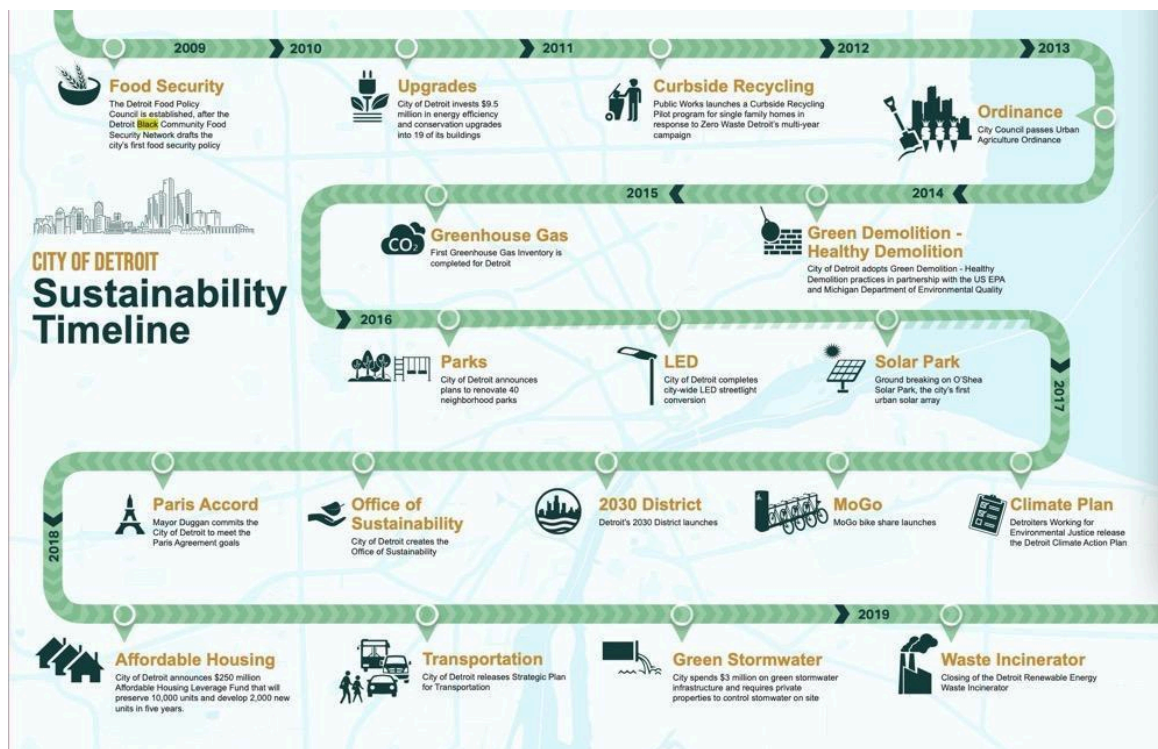 2009
2010
2011
2012
2013
Food Security
The Detroit Food Policy
Council is established, after the
Detroit Black Community Food
Security Network drafts the
city's first food security policy
Upgrades
City of Detroit invests $9.5
million in energy efficiency
and conservation upgrades
into 19 of its buildings
Curbside Recycling
Public Works launches a Curbside Recycling
Pilot program for single family homes in
response to Zero Waste Detroit's multi-year
campaign
Ordinance
City Council passes Urban
Agriculture Ordinance
2014
2015
Green Demolition -
Healthy Demolition
City of Detroit adopts Green Demolition - Healthy
Demolition practices in partnership with the US EPA
and Michigan Department of Environmental Quality
CO2
Greenhouse Gas
First Greenhouse Gas Inventory is
completed for Detroit
CITY OF DETROIT
Sustainability
Timeline
2016
Parks
City of Detroit announces
plans to renovate 40
neighborhood parks
LED
City of Detroit completes
city-wide LED streetlight
conversion
Solar Park
Ground breaking on O'Shea
Solar Park, the city's first
urban solar array
2017
Climate Plan
Detroiters Working for
Environmental Justice release
the Detroit Climate Action Plan
MoGo
MoGo bike share launches
2030 District
Detroit's 2030 District launches
Office of
Sustainability
City of Detroit creates the
Office of Sustainability
Paris Accord
Mayor Duggan commits the
City of Detroit to meet the
Paris Agreement goals
2018
Affordable Housing
City of Detroit announces $250 million
Affordable Housing Leverage Fund that will
preserve 10,000 units and develop 2,000 new
units in five years.
Transportation
City of Detroit releases Strategic Plan
for Transportation
Green Stormwater
City spends $3 million on green stormwater
infrastructure and requires private
properties to control stomwater on site
2019
Waste Incinerator
Closing of the Detroit Renewable Energy
Waste Incinerator